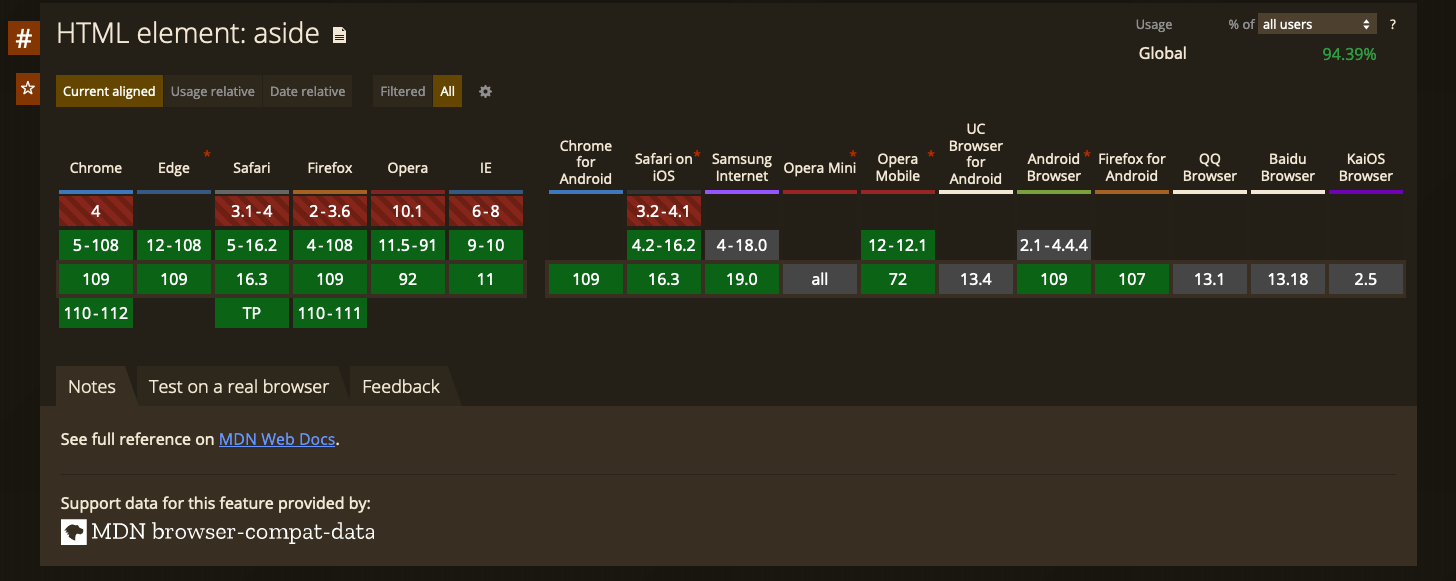 #
HTML element: aside
Usage % of all users ?
Global 94.39%
Current aligned Usage relative Date relative Filtered All
Chrome Edge * Safari Firefox Opera IE Chrome for Android Safari on iOS * Samsung Internet Opera Mini * Opera Mobile * UC Browser for Android Android Browser * Firefox for Android QQ Browser Baidu Browser KaiOS Browser
4 3.1-4 2-3.6 10.1 6-8 3.2-4.1
5-108 12-108 5-16.2 4-108 11.5-91 9-10 4.2-16.2 4-18.0 12-12.1 2.1-4.4.4
109 109 16.3 109 92 11 109 16.3 19.0 all 72 13.4 109 107 13.1 13.18 2.5
110-112 TP 110-111
Notes Test on a real browser Feedback
See full reference on MDN Web Docs.
Support data for this feature provided by:
MDN browser-compat-data